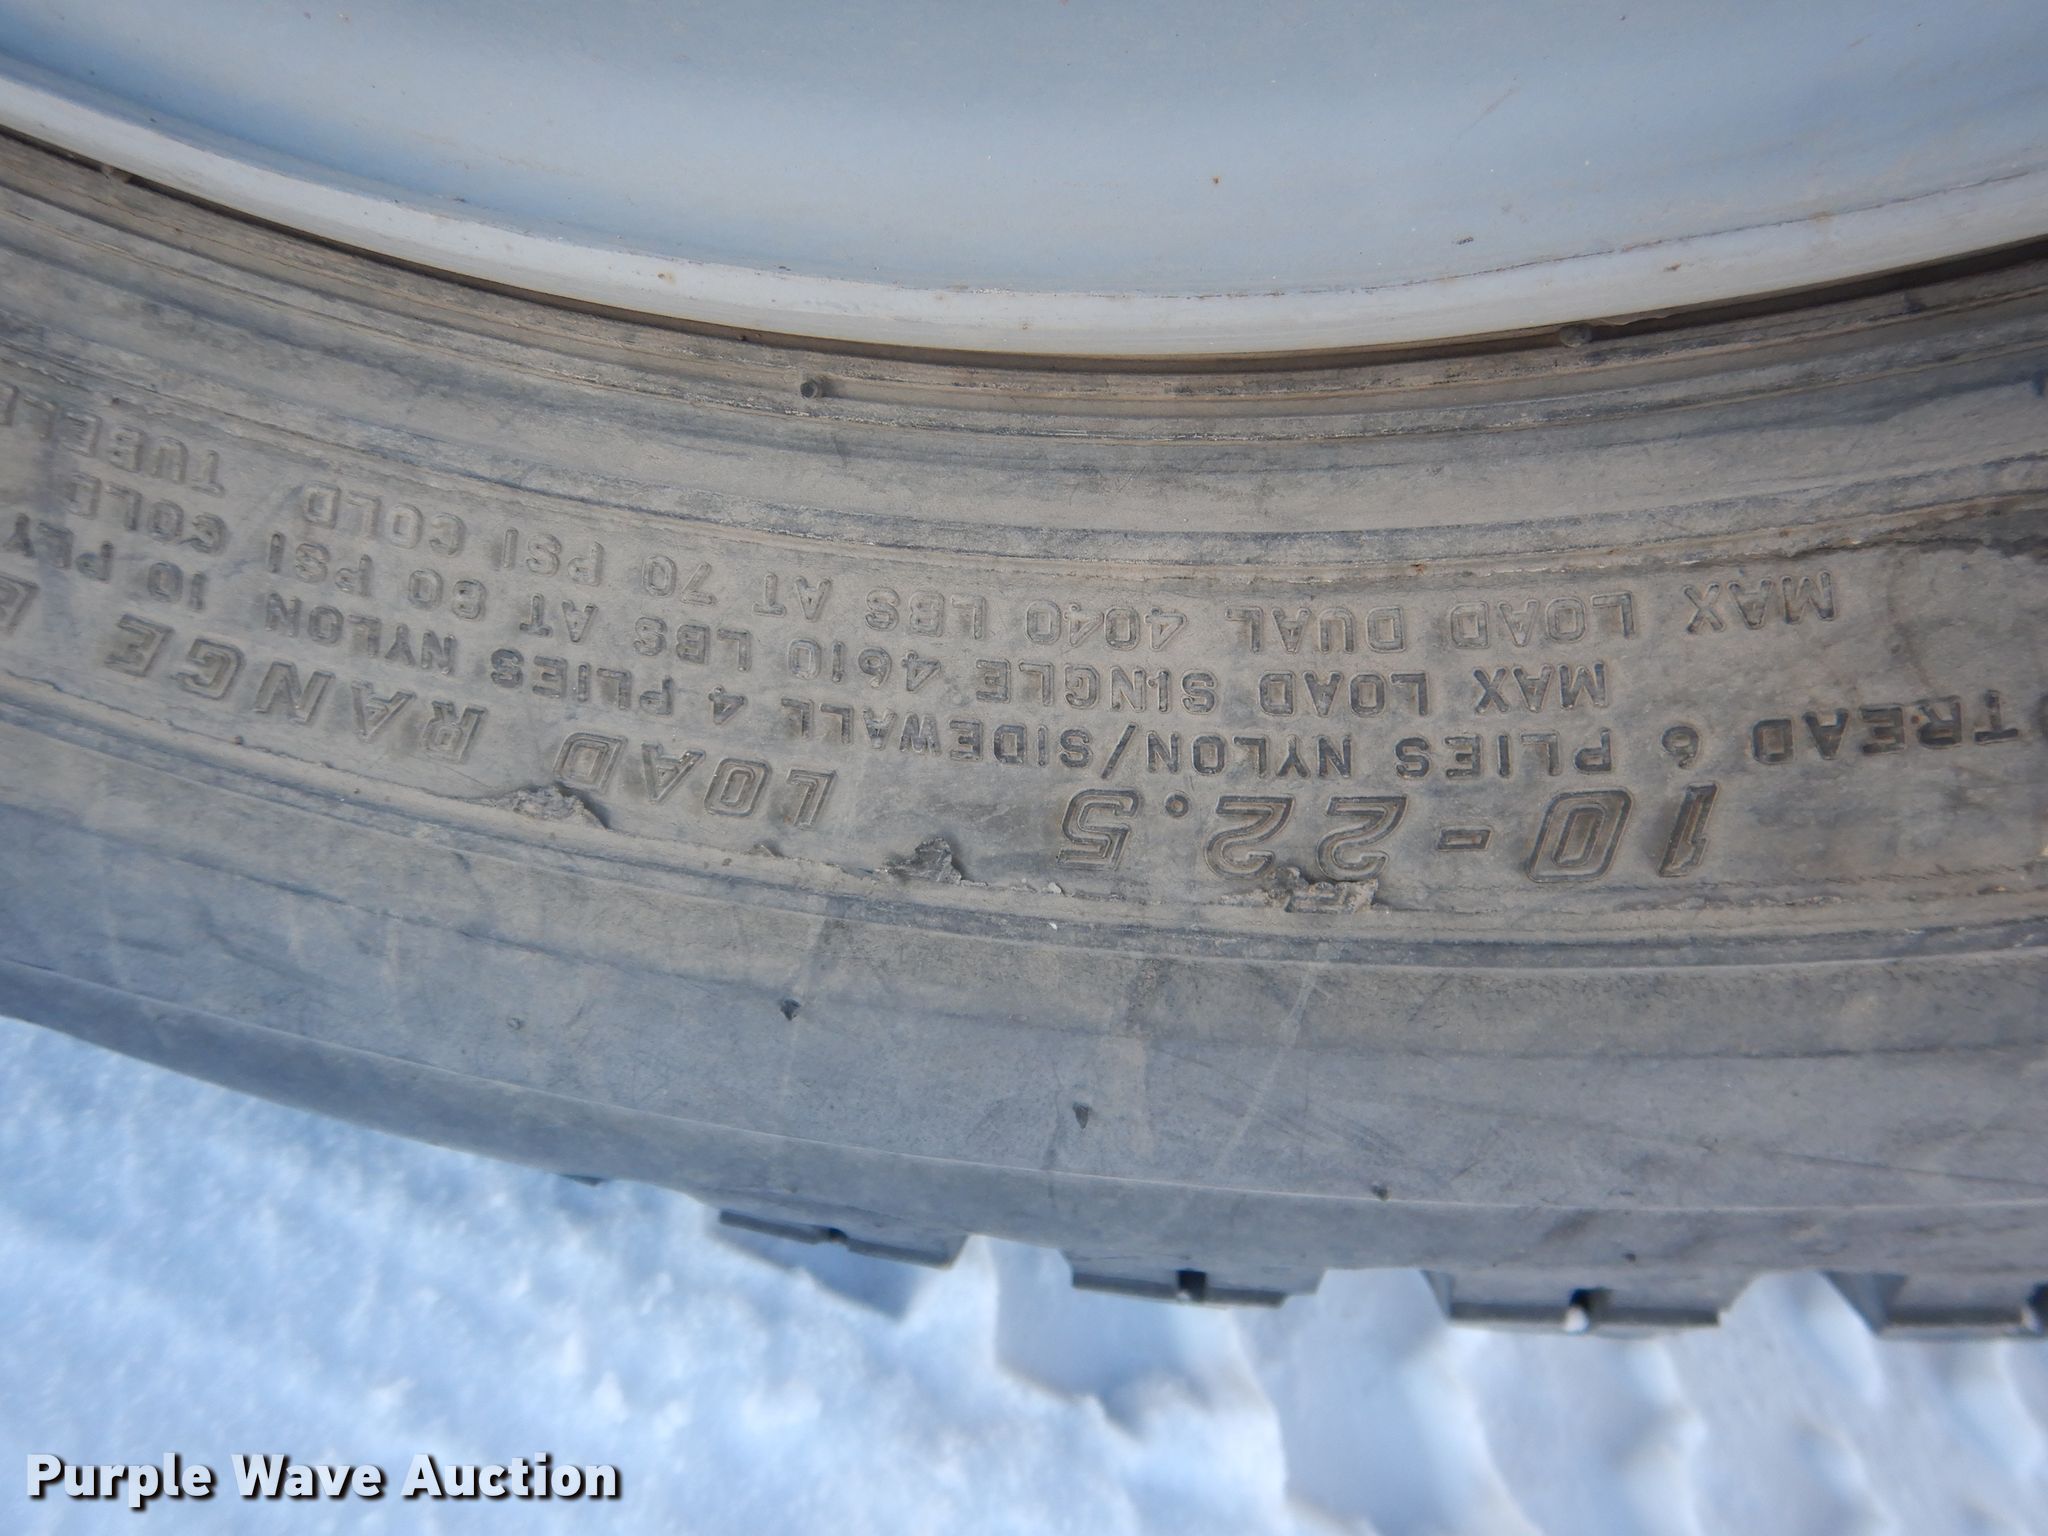 10-22.5 LOAD RANGE E
TREAD 6 PLIES NYLON/SIDEWALL 4 PLIES NYLON 10 PLY
MAX LOAD SINGLE 4610 LBS AT 80 PSI COLD
MAX LOAD DUAL 4040 LBS AT 70 PSI COLD
Purple Wave Auction